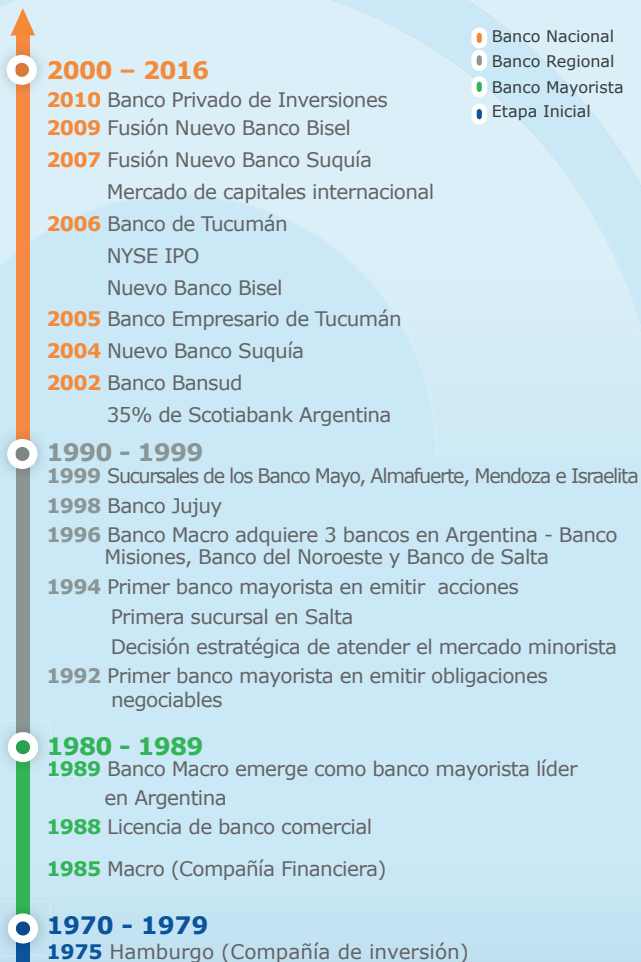 Banco Nacional
Banco Regional
Banco Mayorista
Etapa Inicial
2000 – 2016
2010 Banco Privado de Inversiones
2009 Fusión Nuevo Banco Bisel
2007 Fusión Nuevo Banco Suquía
Mercado de capitales internacional
2006 Banco de Tucumán
NYSE IPO
Nuevo Banco Bisel
2005 Banco Empresario de Tucumán
2004 Nuevo Banco Suquía
2002 Banco Bansud
35% de Scotiabank Argentina
1990 - 1999
1999 Sucursales de los Banco Mayo, Almafuerte, Mendoza e Israelita
1998 Banco Jujuy
1996 Banco Macro adquiere 3 bancos en Argentina - Banco
Misiones, Banco del Noroeste y Banco de Salta
1994 Primer banco mayorista en emitir acciones
Primera sucursal en Salta
Decisión estratégica de atender el mercado minorista
1992 Primer banco mayorista en emitir obligaciones
negociables
1980 - 1989
1989 Banco Macro emerge como banco mayorista líder
en Argentina
1988 Licencia de banco comercial
1985 Macro (Compañía Financiera)
1970 - 1979
1975 Hamburgo (Compañía de inversión)